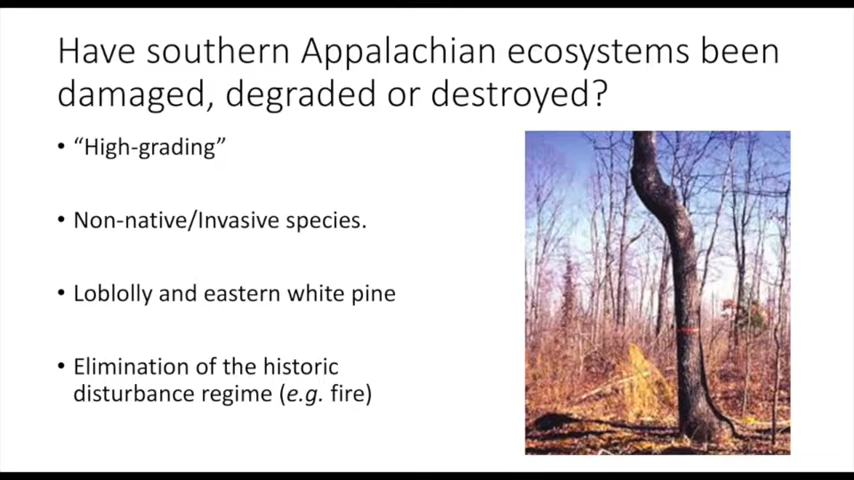 Have southern Appalachian ecosystems been
damaged, degraded or destroyed?
• “High-grading”
• Non-native/Invasive species.
• Loblolly and eastern white pine
• Elimination of the historic
disturbance regime (e.g. fire)